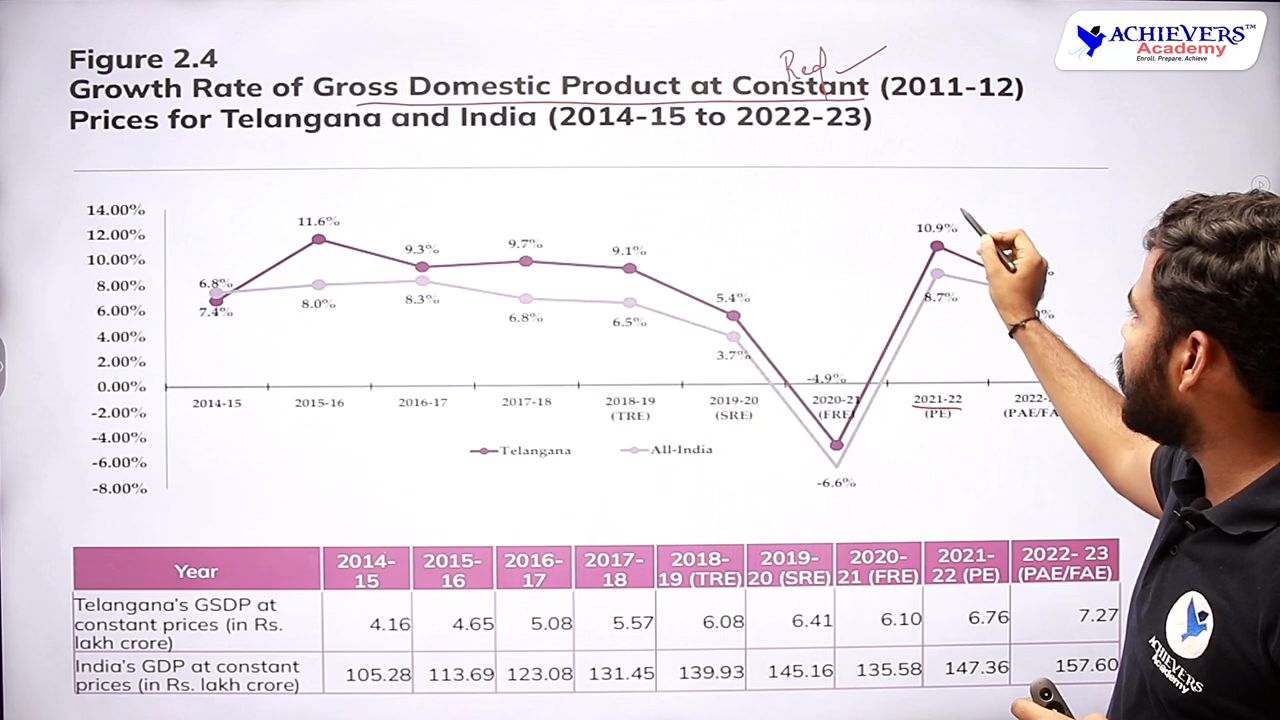 ACHIEVERS™
Academy
Enroll. Prepare. Achieve
Figure 2.4
Real
Growth Rate of Gross Domestic Product at Constant (2011-12)
Prices for Telangana and India (2014-15 to 2022-23)
14.00%
12.00%
10.00%
8.00%
6.00%
4.00%
2.00%
0.00%
-2.00%
-4.00%
-6.00%
-8.00%
11.6%
9.3%
9.7%
9.1%
10.9%
6.8%
7.4%
8.0%
8.3%
6.8%
6.5%
5.4%
3.7%
-4.9%
-6.6%
8.7%
2014-15 2015-16 2016-17 2017-18 2018-19 2019-20 2020-21 2021-22
(TRE) (SRE) (FRE) (PE) (PAE/FA
Telangana All-India
Year 2014-15 2015-16 2016-17 2017-18 2018-19 (TRE) 2019-20 (SRE) 2020-21 (FRE) 2021-22 (PE) 2022- 23 (PAE/FAE)
Telangana's GSDP at
constant prices (in Rs. 4.16 4.65 5.08 5.57 6.08 6.41 6.10 6.76 7.27
lakh crore)
India's GDP at constant
prices (in Rs. lakh crore) 105.28 113.69 123.08 131.45 139.93 145.16 135.58 147.36 157.60
ACHIEVERS
Academy